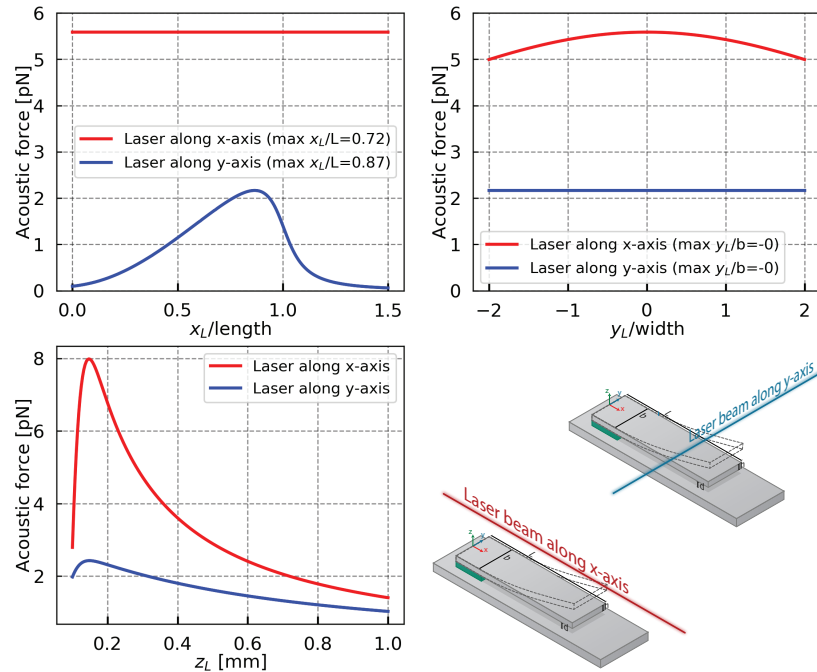 Acoustic force [pN]
6
5
4
3
2
1
0
Laser along x-axis (max x_L/L=0.72)
Laser along y-axis (max x_L/L=0.87)
0.0 0.5 1.0 1.5
x_L/length
Acoustic force [pN]
6
5
4
3
2
1
0
Laser along x-axis (max y_L/b=-0)
Laser along y-axis (max y_L/b=-0)
−2 −1 0 1 2
y_L/width
Acoustic force [pN]
8
6
4
2
Laser along x-axis
Laser along y-axis
0.2 0.4 0.6 0.8 1.0
z_L [mm]
z
y
x
b
L
Laser beam along y-axis
Laser beam along x-axis
z
y
x
b
L